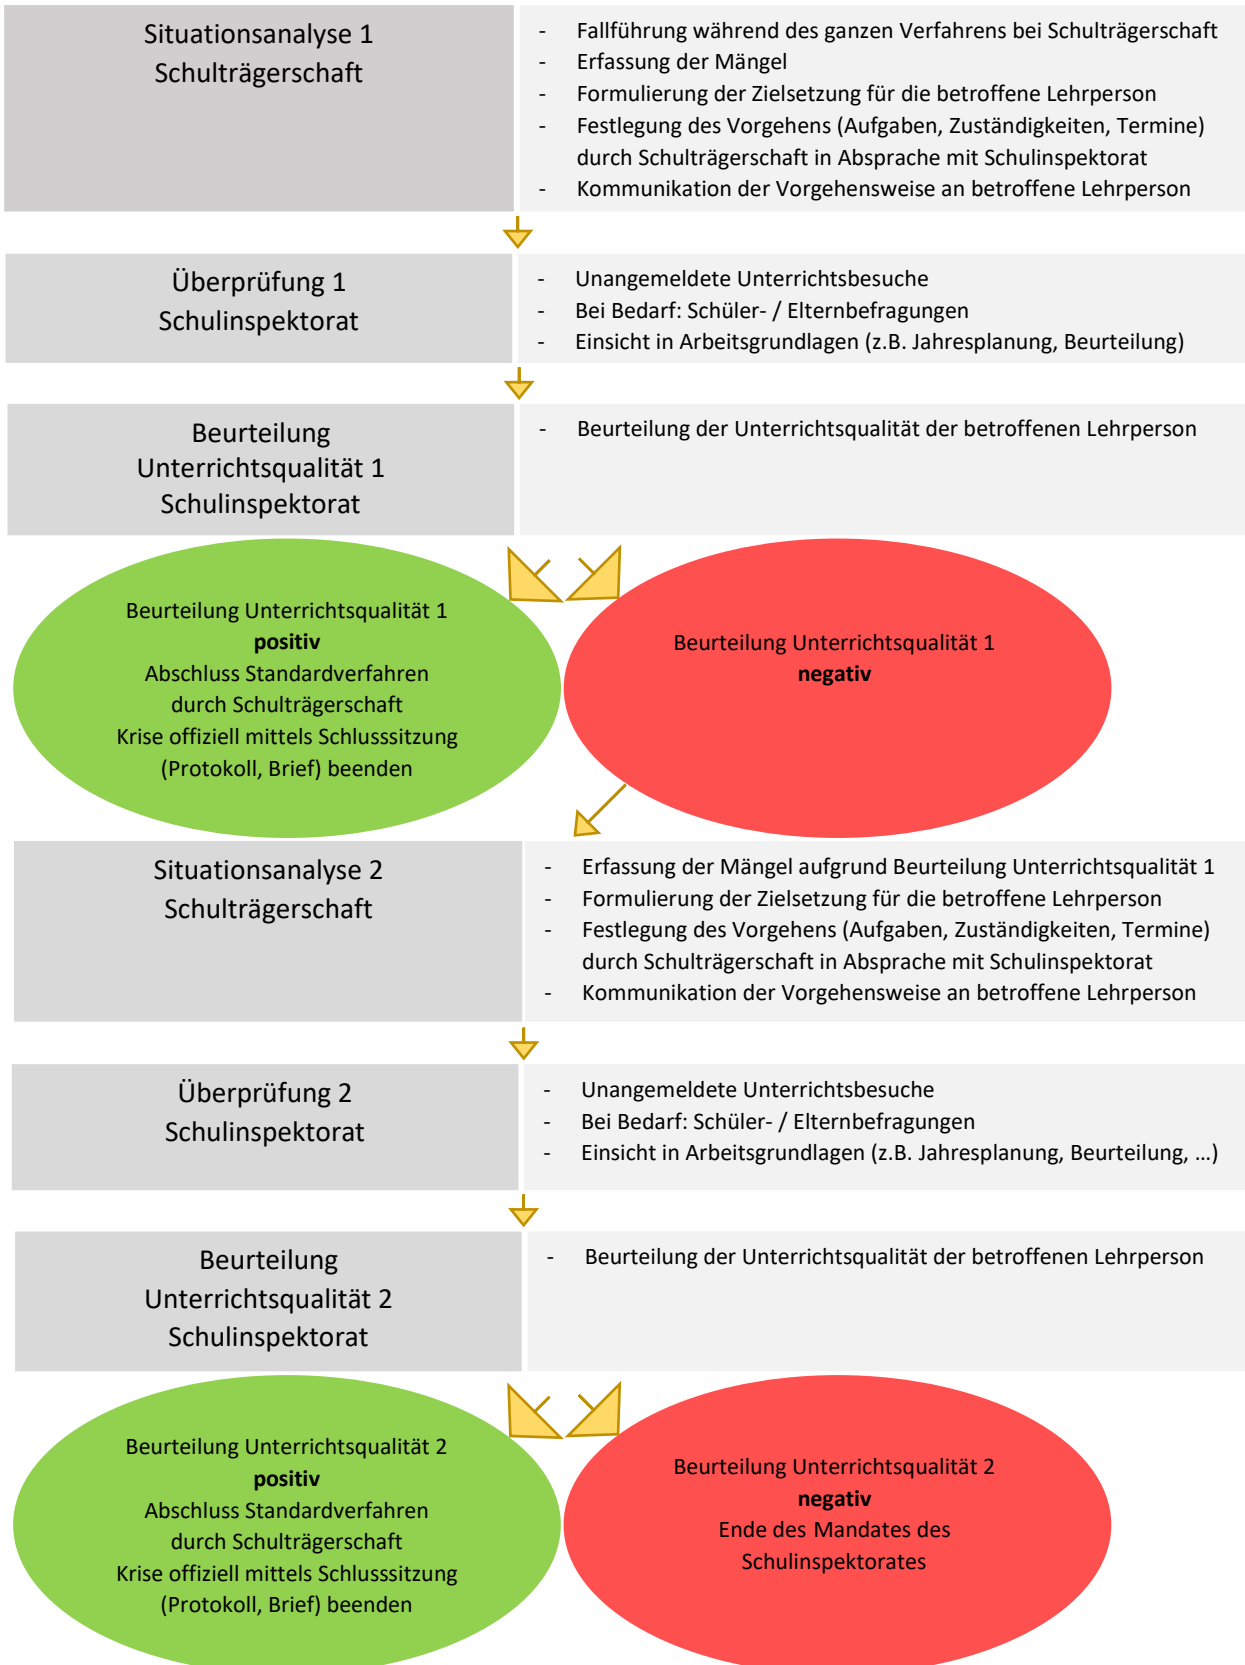 Situationsanalyse 1
Schulträgerschaft
- Fallführung während des ganzen Verfahrens bei Schulträgerschaft
- Erfassung der Mängel
- Formulierung der Zielsetzung für die betroffene Lehrperson
- Festlegung des Vorgehens (Aufgaben, Zuständigkeiten, Termine)
durch Schulträgerschaft in Absprache mit Schulinspektorat
- Kommunikation der Vorgehensweise an betroffene Lehrperson
Überprüfung 1
Schulinspektorat
- Unangemeldete Unterrichtsbesuche
- Bei Bedarf: Schüler- / Elternbefragungen
- Einsicht in Arbeitsgrundlagen (z.B. Jahresplanung, Beurteilung)
Beurteilung
Unterrichtsqualität 1
Schulinspektorat
- Beurteilung der Unterrichtsqualität der betroffenen Lehrperson
Beurteilung Unterrichtsqualität 1
positiv
Abschluss Standardverfahren
durch Schulträgerschaft
Krise offiziell mittels Schlusssitzung
(Protokoll, Brief) beenden
Beurteilung Unterrichtsqualität 1
negativ
Situationsanalyse 2
Schulträgerschaft
- Erfassung der Mängel aufgrund Beurteilung Unterrichtsqualität 1
- Formulierung der Zielsetzung für die betroffene Lehrperson
- Festlegung des Vorgehens (Aufgaben, Zuständigkeiten, Termine)
durch Schulträgerschaft in Absprache mit Schulinspektorat
- Kommunikation der Vorgehensweise an betroffene Lehrperson
Überprüfung 2
Schulinspektorat
- Unangemeldete Unterrichtsbesuche
- Bei Bedarf: Schüler- / Elternbefragungen
- Einsicht in Arbeitsgrundlagen (z.B. Jahresplanung, Beurteilung, ...)
Beurteilung
Unterrichtsqualität 2
Schulinspektorat
- Beurteilung der Unterrichtsqualität der betroffenen Lehrperson
Beurteilung Unterrichtsqualität 2
positiv
Abschluss Standardverfahren
durch Schulträgerschaft
Krise offiziell mittels Schlusssitzung
(Protokoll, Brief) beenden
Beurteilung Unterrichtsqualität 2
negativ
Ende des Mandates des
Schulinspektorates